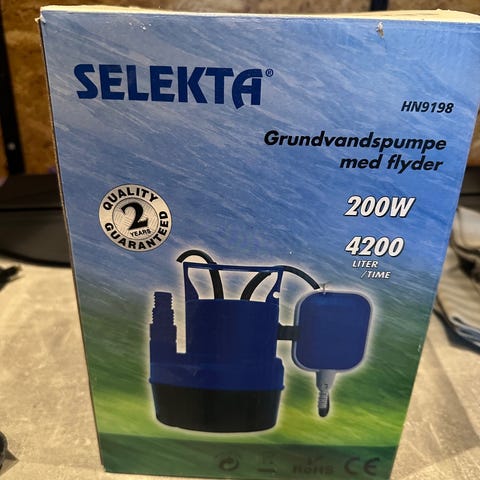 SELEKTA®
HN9198
Grundvandspumpe
med flyder
QUALITY
2
YEARS
GUARANTEED
200W
4200
LITER
/TIME
RoHS
CE